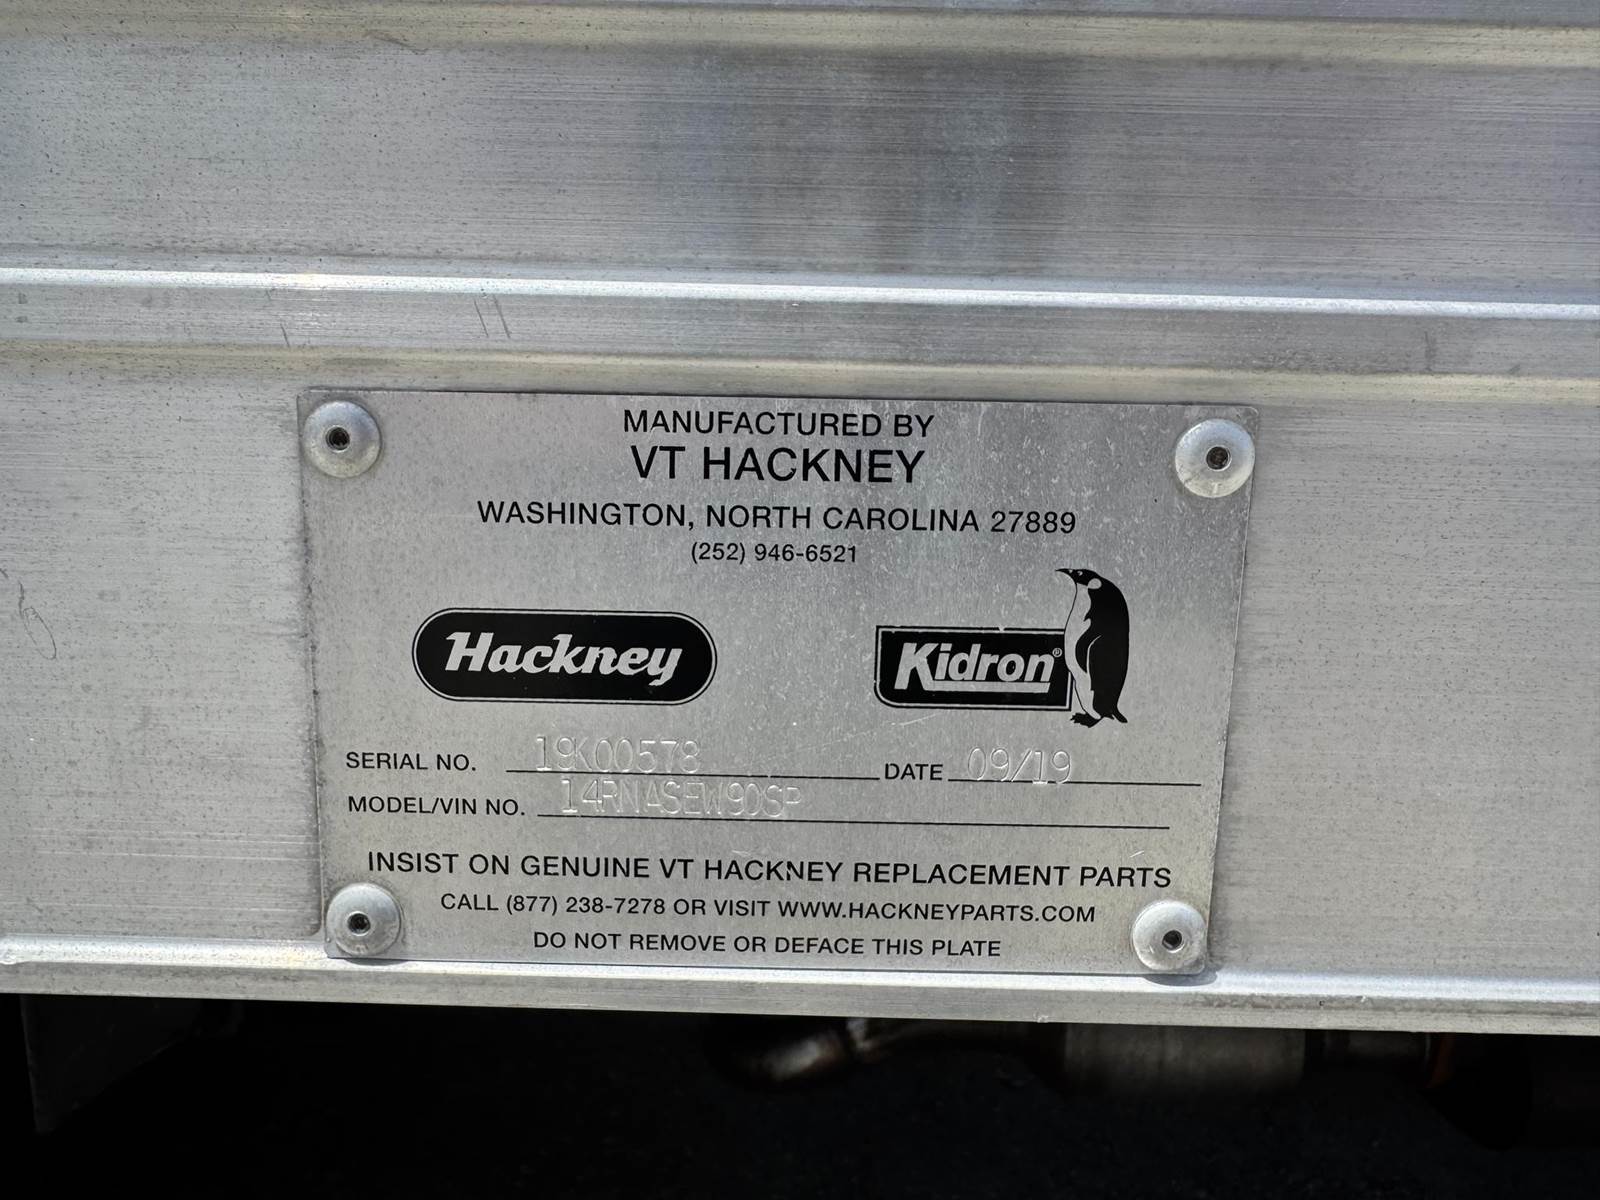 MANUFACTURED BY
VT HACKNEY
WASHINGTON, NORTH CAROLINA 27889
(252) 946-6521
Hackney
Kidron®
SERIAL NO. 19K00578 DATE 09/19
MODEL/VIN NO. 14RNASEW90SP
INSIST ON GENUINE VT HACKNEY REPLACEMENT PARTS
CALL (877) 238-7278 OR VISIT WWW.HACKNEYPARTS.COM
DO NOT REMOVE OR DEFACE THIS PLATE